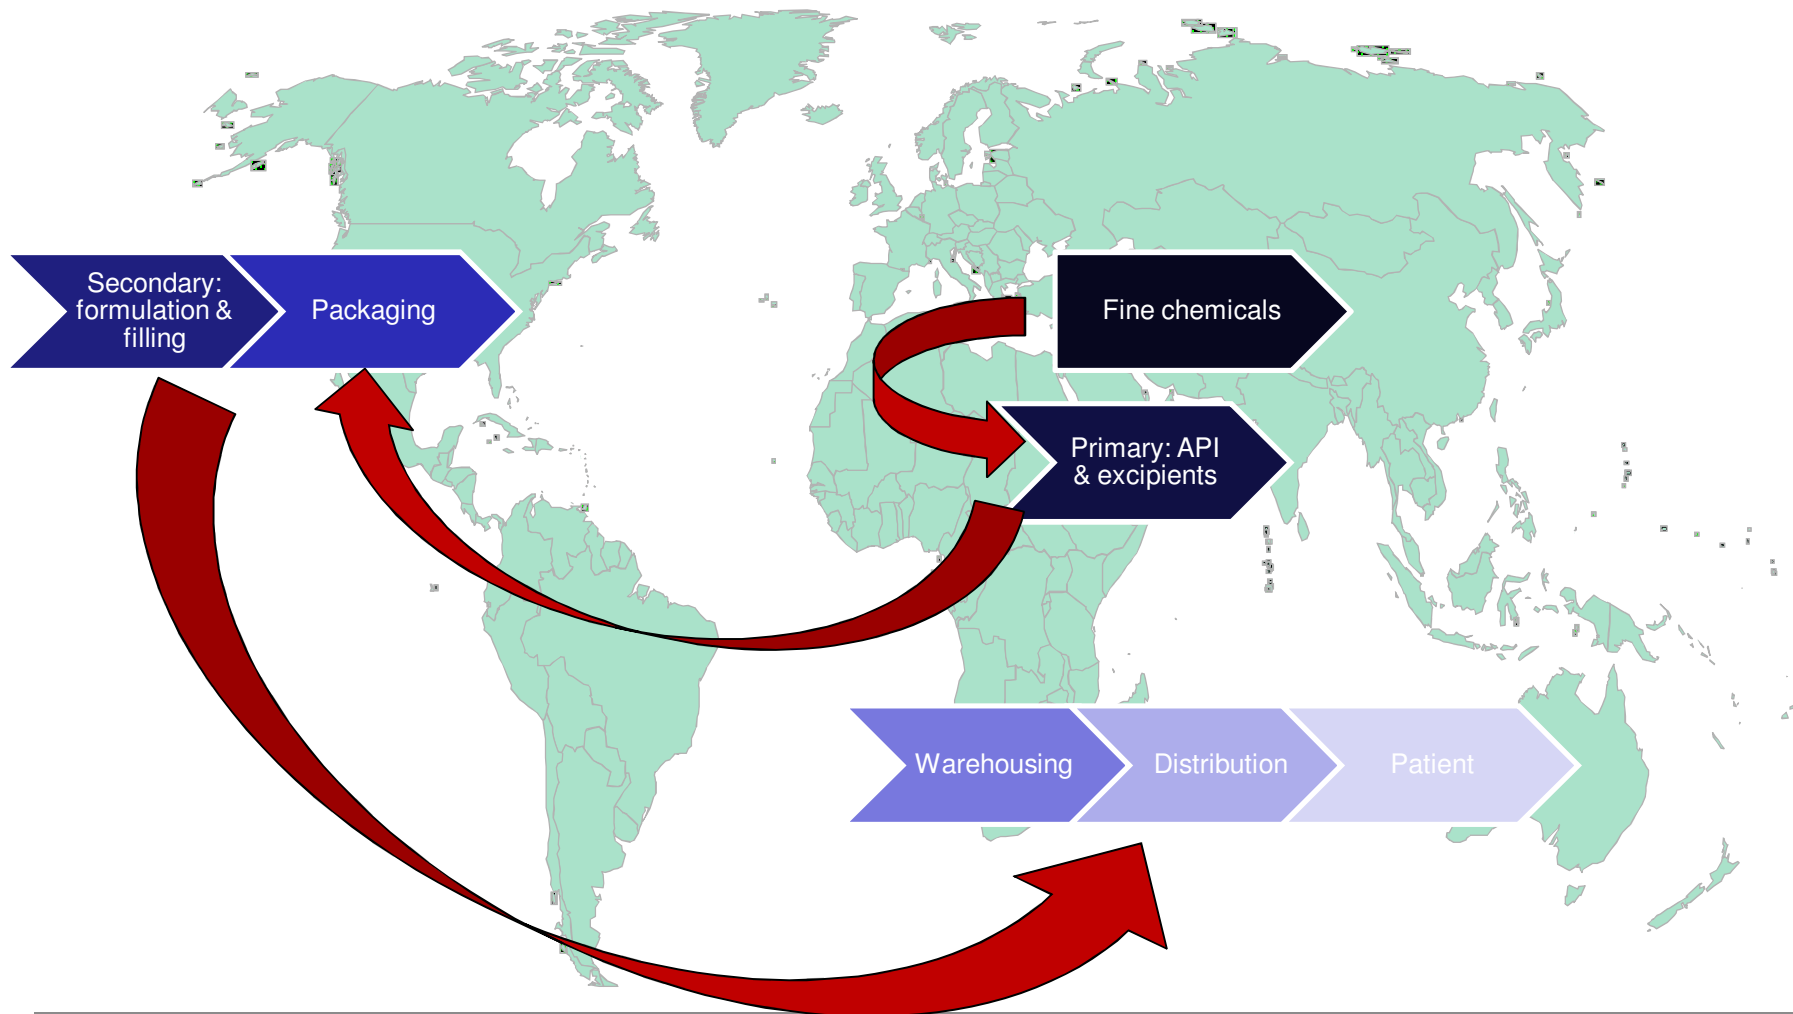 Secondary:
formulation &
filling
Packaging
Fine chemicals
Primary: API
& excipients
Warehousing
Distribution
Patient